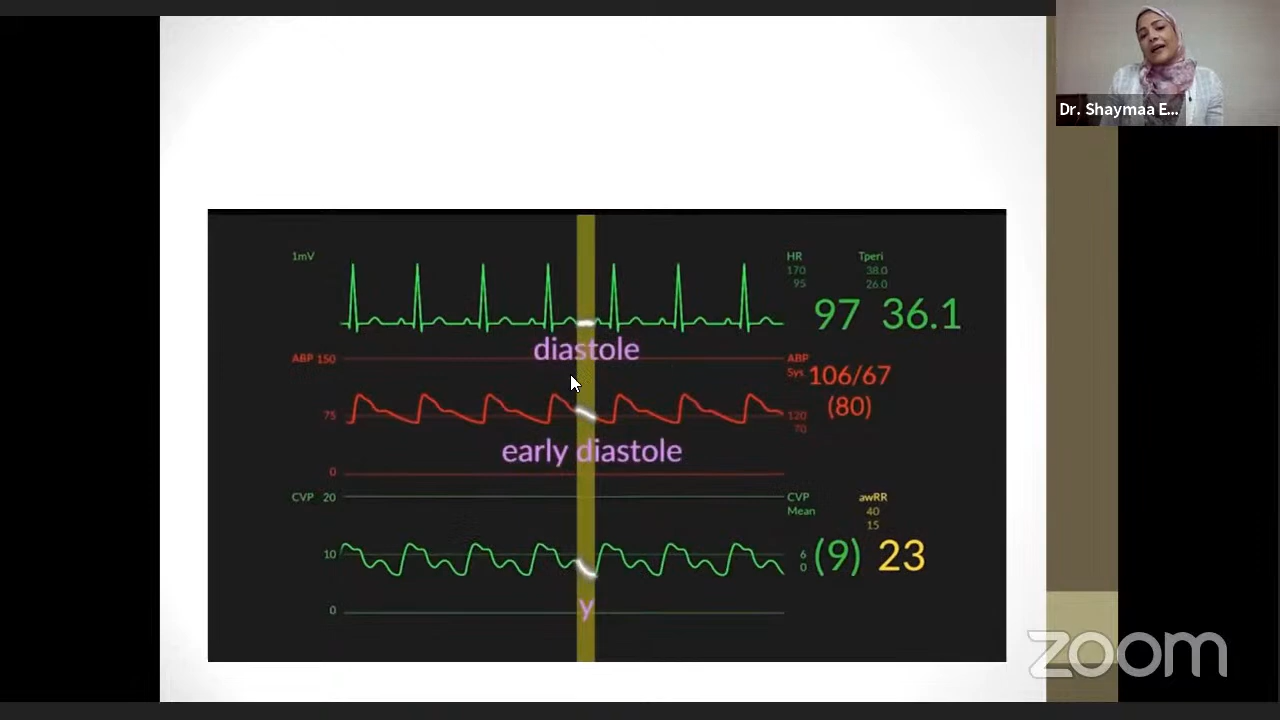 Dr. Shaymaa E...
1mV
HR
170
95
97
Tperi
38.0
26.0
36.1
diastole
ABP 150
75
0
ABP
Sys.
106/67
(80)
120
70
early diastole
CVP 20
10
0
CVP
Mean
6
0
(9)
awRR
40
15
23
y
zoom